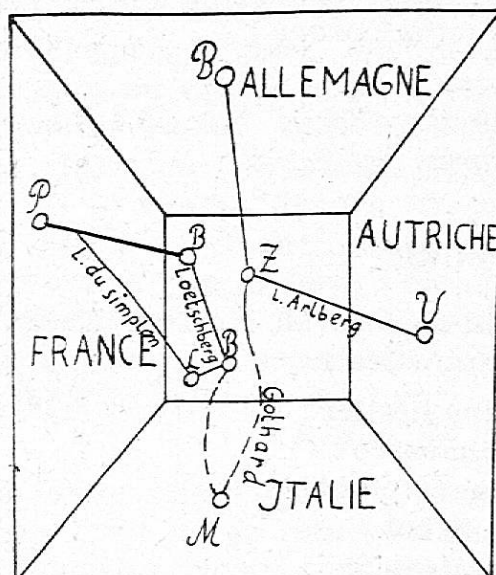 B
ALLEMAGNE
P
B
Z
AUTRICHE
L. du simplon
Loetschberg
L. Arlberg
V
FRANCE
L
B
Gothard
ITALIE
M